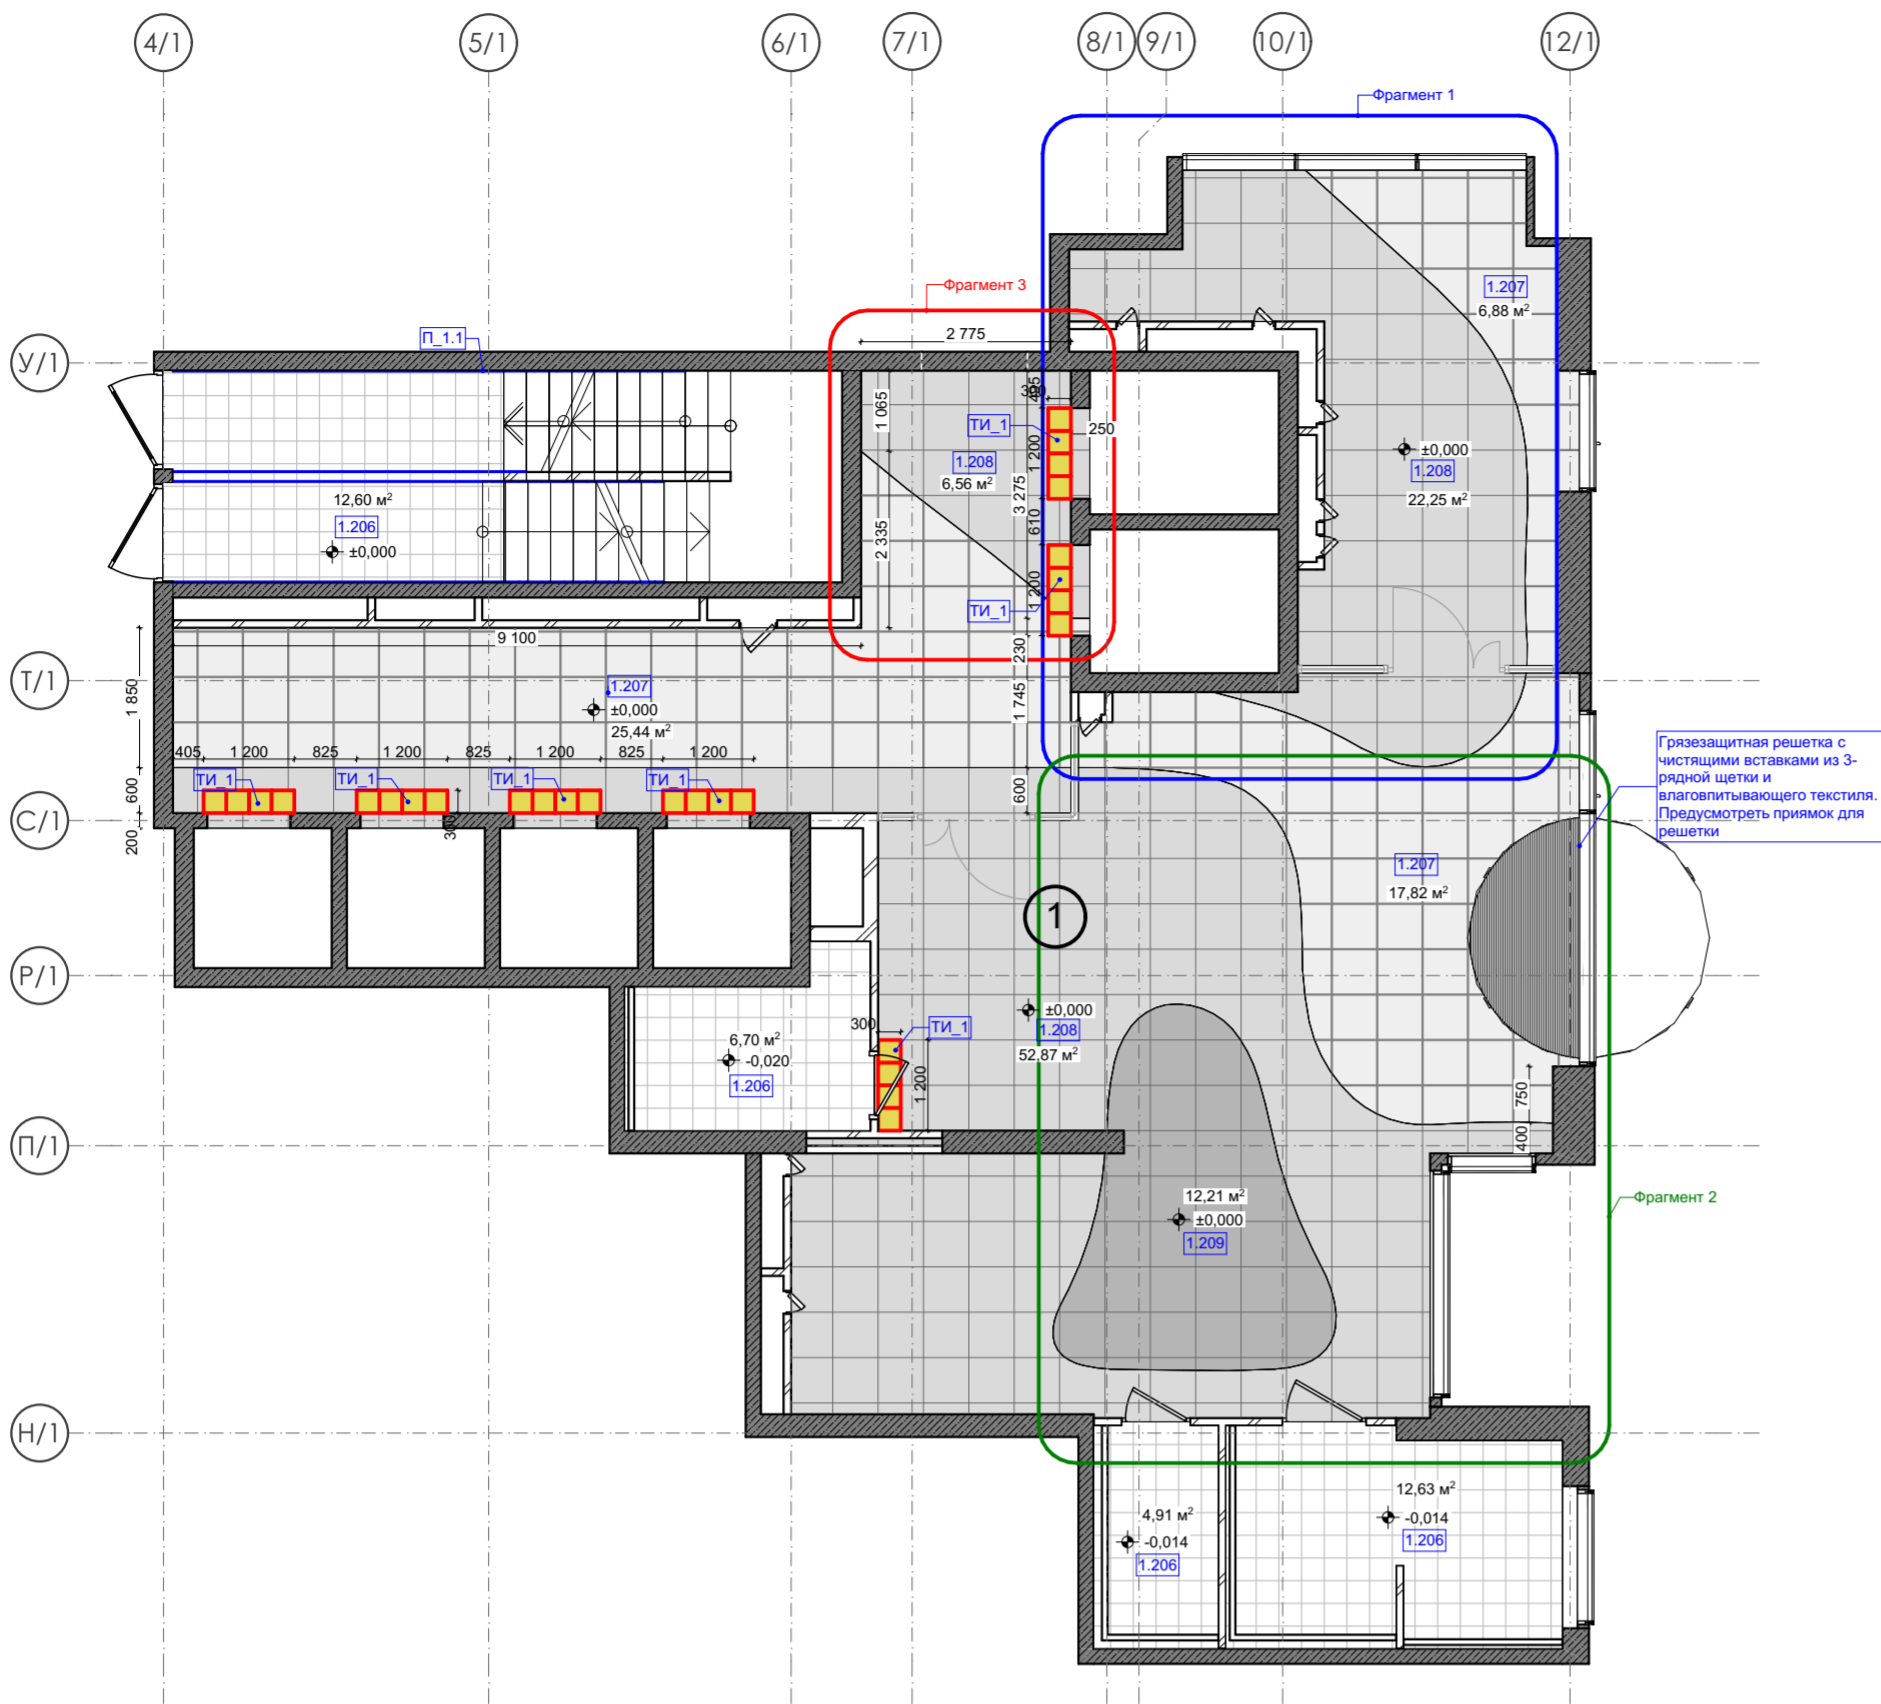 4/1
5/1
6/1
7/1
8/1
9/1
10/1
12/1
Фрагмент 1
1.207
6,88 м²
Фрагмент 3
2 775
П_1.1
У/1
495
1 065
ТИ_1
250
1 200
±0,000
1.208
22,25 м²
1.208
6,56 м²
3 275
12,60 м²
1.206
±0,000
610
2 335
1 200
ТИ_1
9 100
230
Т/1
1 850
1.207
±0,000
25,44 м²
1 745
405
1 200
825
1 200
825
1 200
825
1 200
ТИ_1
ТИ_1
ТИ_1
ТИ_1
600
600
300
Грязезащитная решетка с
чистящими вставками из 3-
рядной щетки и
влаговпитывающего текстиля.
Предусмотреть приямок для
решетки
С/1
200
1.207
17,82 м²
1
Р/1
±0,000
1.208
52,87 м²
300
ТИ_1
6,70 м²
-0,020
1.206
1 200
750
400
П/1
12,21 м²
±0,000
1.209
Фрагмент 2
Н/1
12,63 м²
-0,014
1.206
4,91 м²
-0,014
1.206